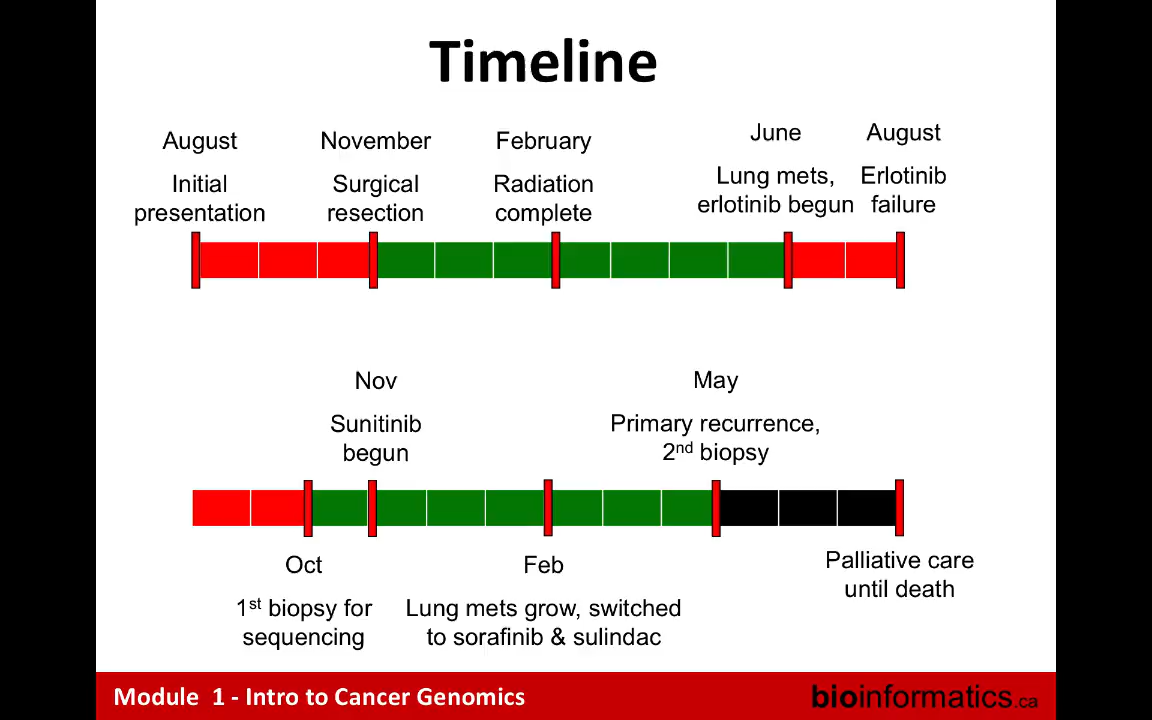 Timeline
August
Initial
presentation
November
Surgical
resection
February
Radiation
complete
June
Lung mets,
erlotinib begun
August
Erlotinib
failure
Nov
Sunitinib
begun
May
Primary recurrence,
2nd biopsy
Oct
1st biopsy for
sequencing
Feb
Lung mets grow, switched
to sorafinib & sulindac
Palliative care
until death
Module 1 - Intro to Cancer Genomics
bioinformatics.ca